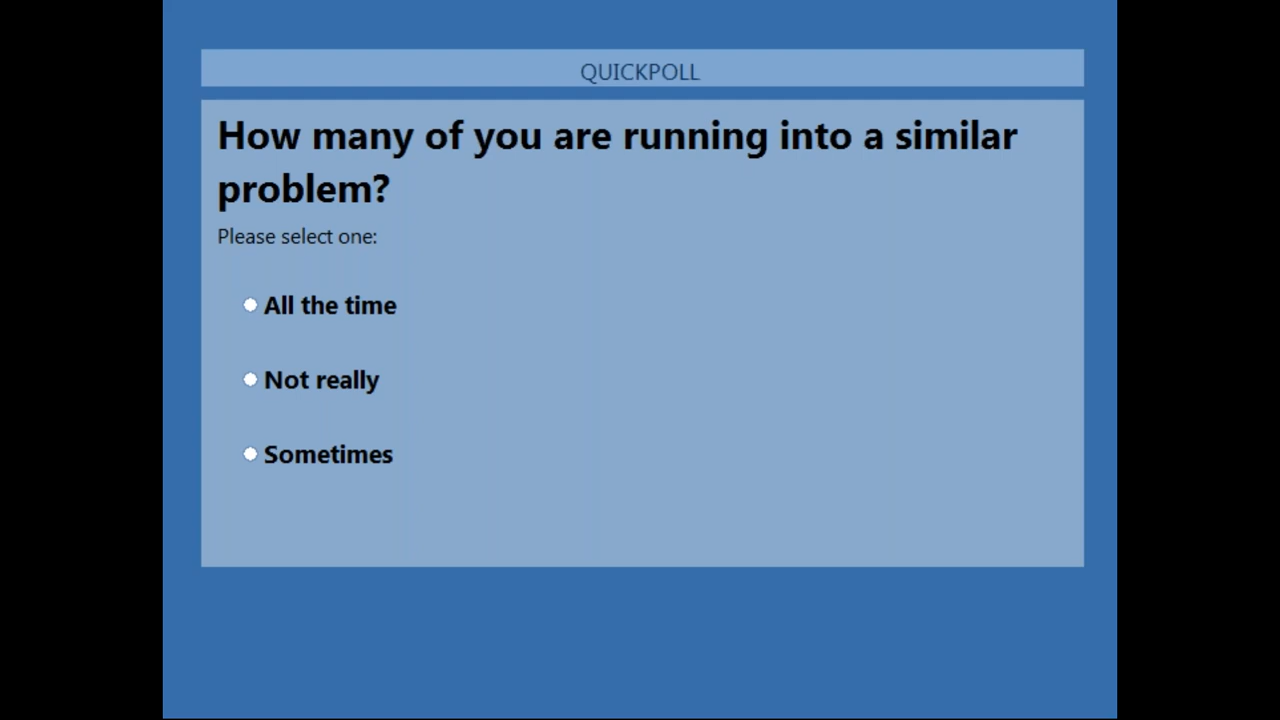 QUICKPOLL
How many of you are running into a similar
problem?
Please select one:
All the time
Not really
Sometimes